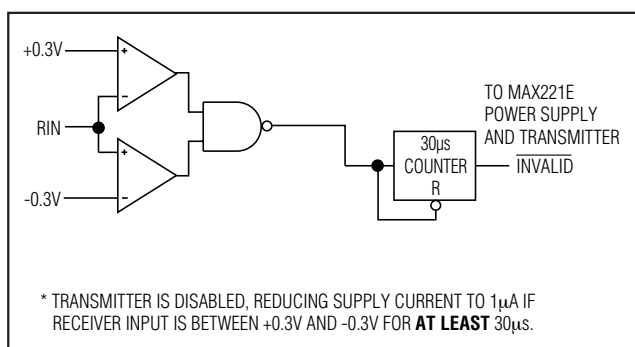 +0.3V
RIN
-0.3V
+
-
+
-
30μs
COUNTER
R
TO MAX221E
POWER SUPPLY
AND TRANSMITTER
INVALID
* TRANSMITTER IS DISABLED, REDUCING SUPPLY CURRENT TO 1μA IF
RECEIVER INPUT IS BETWEEN +0.3V AND -0.3V FOR AT LEAST 30μs.